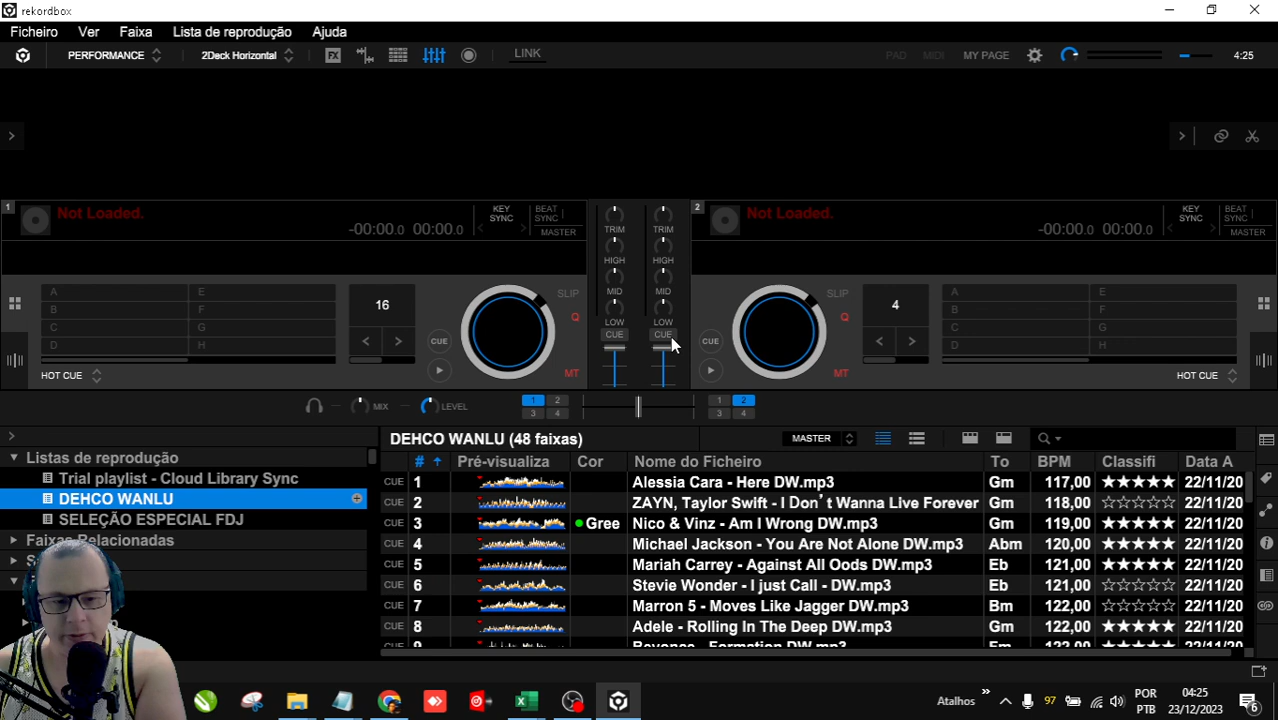 rekordbox
Ficheiro Ver Faixa Lista de reprodução Ajuda
PERFORMANCE 2Deck Horizontal FX LINK PAD MIDI MY PAGE 4:25
1 Not Loaded. -00:00.0 00:00.0 KEY SYNC BEAT SYNC MASTER
TRIM TRIM
HIGH HIGH
MID MID
LOW LOW
CUE CUE
2 Not Loaded. -00:00.0 00:00.0 KEY SYNC BEAT SYNC MASTER
A E
B F
C G
D H
16
SLIP
Q
MT
CUE
HOT CUE
4
SLIP
Q
MT
CUE
A E
B F
C G
D H
HOT CUE
MIX LEVEL 1 2 3 4 1 2 3 4
DEHCO WANLU (48 faixas) MASTER
Listas de reprodução
Trial playlist - Cloud Library Sync
DEHCO WANLU
SELEÇÃO ESPECIAL FDJ
Faixas Relacionadas
# Pré-visualiza Cor Nome do Ficheiro To BPM Classifi Data A
CUE 1 Alessia Cara - Here DW.mp3 Gm 117,00 ★★★★★ 22/11/20
CUE 2 ZAYN, Taylor Swift - I Don't Wanna Live Forever Gm 118,00 ☆☆☆☆☆ 22/11/20
CUE 3 Gree Nico & Vinz - Am I Wrong DW.mp3 Gm 119,00 ★★★★★ 22/11/20
CUE 4 Michael Jackson - You Are Not Alone DW.mp3 Abm 120,00 ★★★★★ 22/11/20
CUE 5 Mariah Carrey - Against All Oods DW.mp3 Eb 121,00 ★★★★★ 22/11/20
CUE 6 Stevie Wonder - I just Call - DW.mp3 Eb 121,00 ☆☆☆☆☆ 22/11/20
CUE 7 Marron 5 - Moves Like Jagger DW.mp3 Bm 122,00 ☆☆☆☆☆ 22/11/20
CUE 8 Adele - Rolling In The Deep DW.mp3 Gm 122,00 ★★★★★ 22/11/20
Atalhos 97 POR PTB 04:25 23/12/2023 6